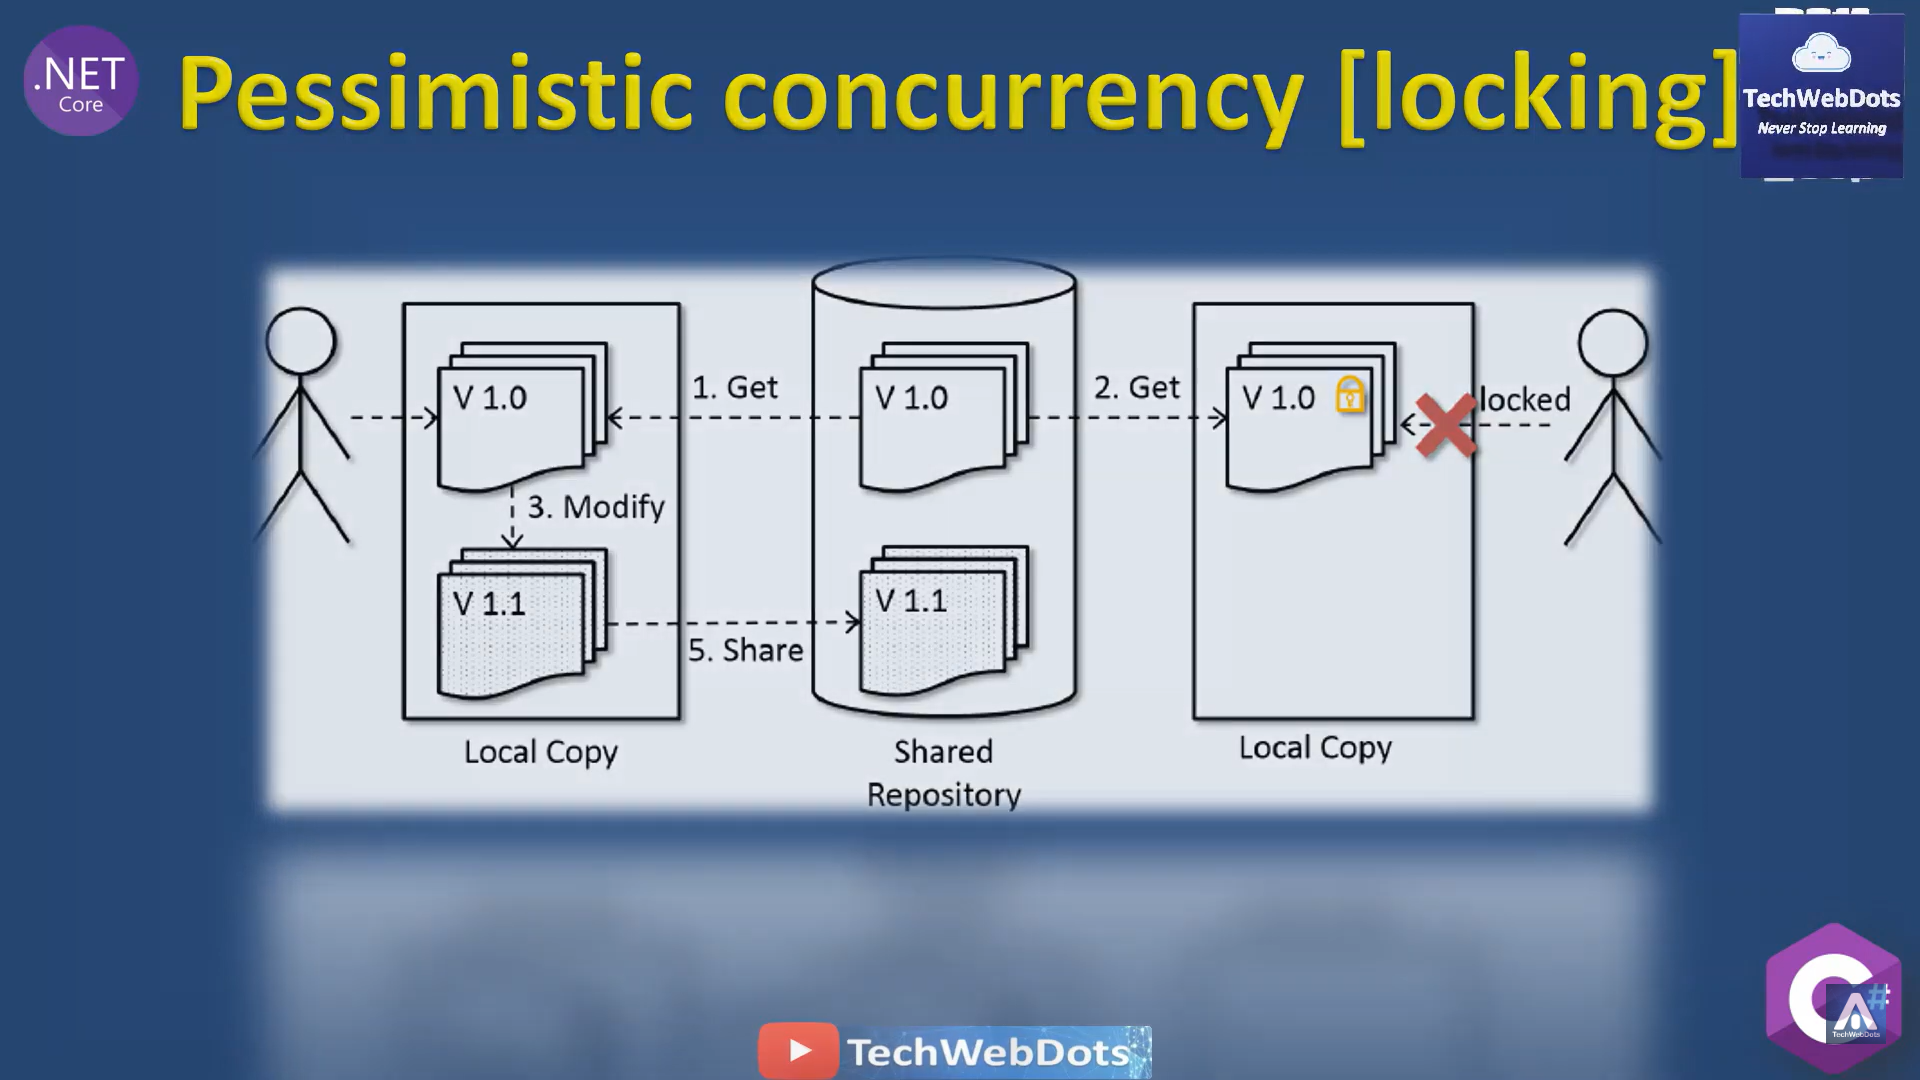 .NET
Core
Pessimistic concurrency [locking]
TechWebDots
Never Stop Learning
V 1.0
1. Get
V 1.0
2. Get
V 1.0
locked
3. Modify
V 1.1
5. Share
V 1.1
Local Copy
Shared
Repository
Local Copy
TechWebDots
C#
TechWebDots